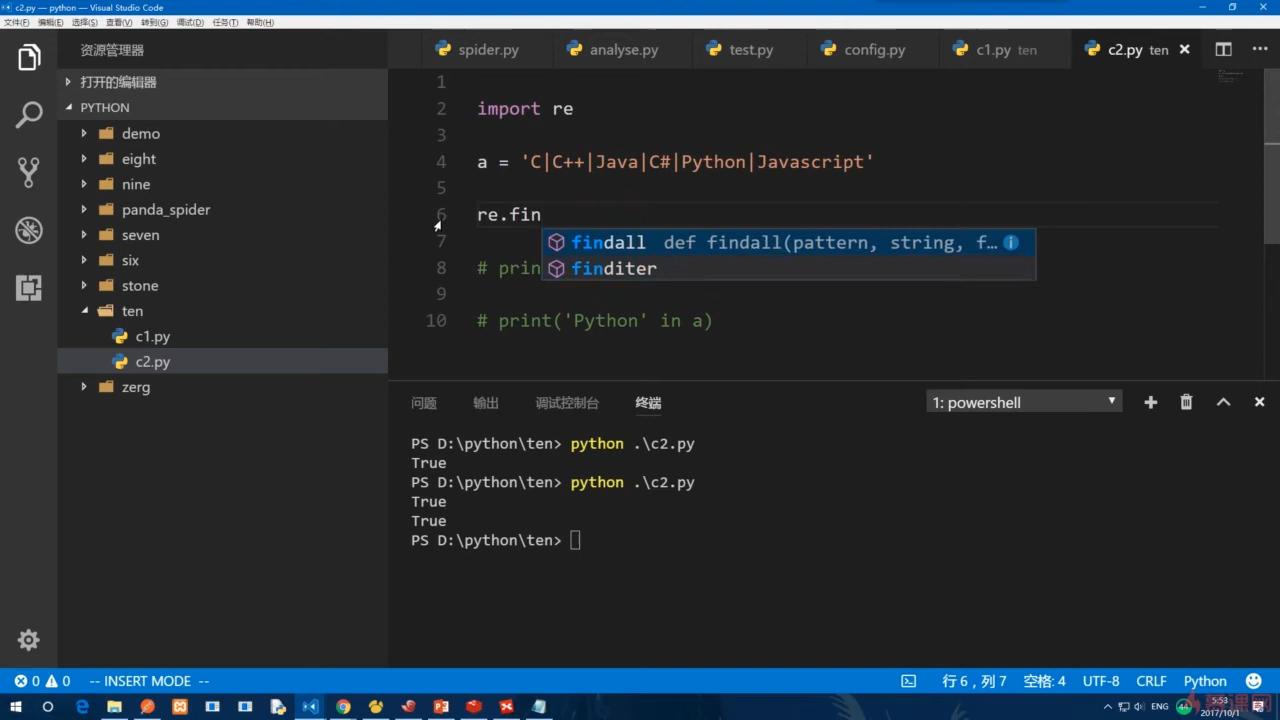 c2.py — python — Visual Studio Code
文件(F) 编辑(E) 选择(S) 查看(V) 转到(G) 调试(D) 任务(T) 帮助(H)
资源管理器
spider.py analyse.py test.py config.py c1.py ten c2.py ten
打开的编辑器
PYTHON
demo
eight
nine
panda_spider
seven
six
stone
ten
c1.py
c2.py
zerg
1
2 import re
3
4 a = 'C|C++|Java|C#|Python|Javascript'
5
6 re.fin
7 findall def findall(pattern, string, f…
8 # prin finditer
9
10 # print('Python' in a)
问题 输出 调试控制台 终端 1: powershell
PS D:\python\ten> python .\c2.py
True
PS D:\python\ten> python .\c2.py
True
True
PS D:\python\ten>
0 0 -- INSERT MODE -- 行 6，列 7 空格: 4 UTF-8 CRLF Python
ENG 44 5:53
2017/10/1